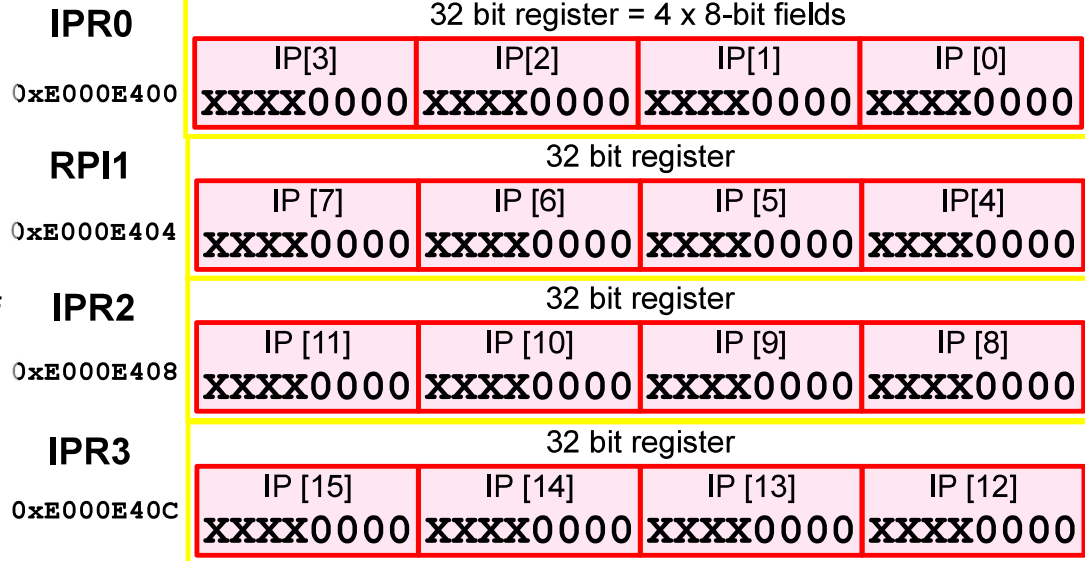 IPR0
0xE000E400
32 bit register = 4 x 8-bit fields
IP[3] IP[2] IP[1] IP [0]
XXXX0000 XXXX0000 XXXX0000 XXXX0000
RPI1
0xE000E404
32 bit register
IP [7] IP [6] IP [5] IP[4]
XXXX0000 XXXX0000 XXXX0000 XXXX0000
IPR2
0xE000E408
32 bit register
IP [11] IP [10] IP [9] IP [8]
XXXX0000 XXXX0000 XXXX0000 XXXX0000
IPR3
0xE000E40C
32 bit register
IP [15] IP [14] IP [13] IP [12]
XXXX0000 XXXX0000 XXXX0000 XXXX0000